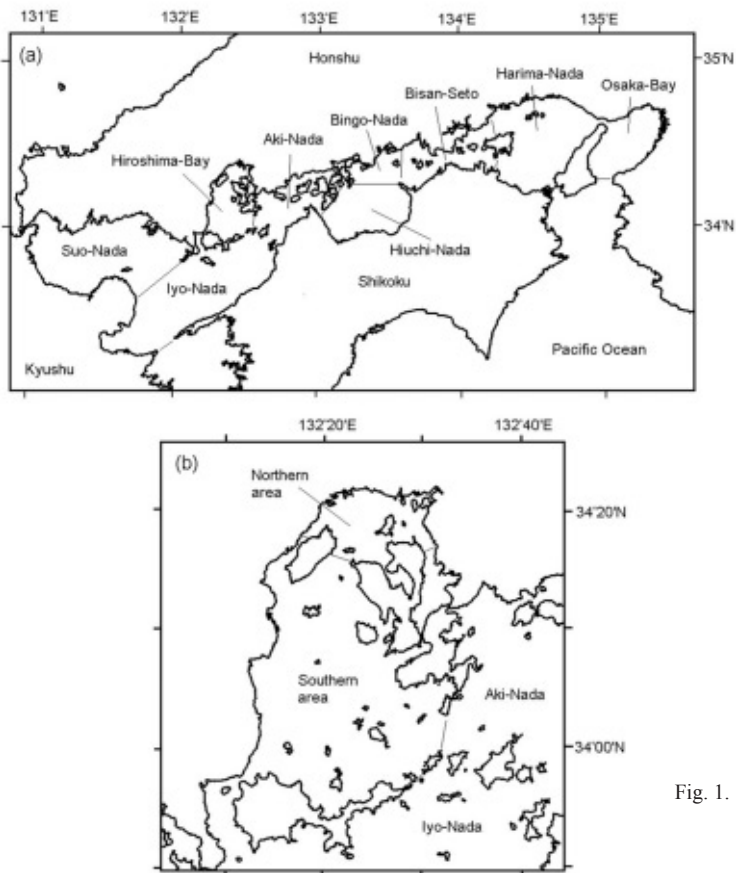 131°E
132°E
133°E
134°E
135°E
(a)
Honshu
Harima-Nada
35°N
Bisan-Seto
Osaka-Bay
Bingo-Nada
Aki-Nada
Hiroshima-Bay
34°N
Suo-Nada
Hiuchi-Nada
Iyo-Nada
Shikoku
Pacific Ocean
Kyushu
132°20'E
132°40'E
(b)
Northern
area
34°20'N
Southern
area
Aki-Nada
34°00'N
Fig. 1.
Iyo-Nada